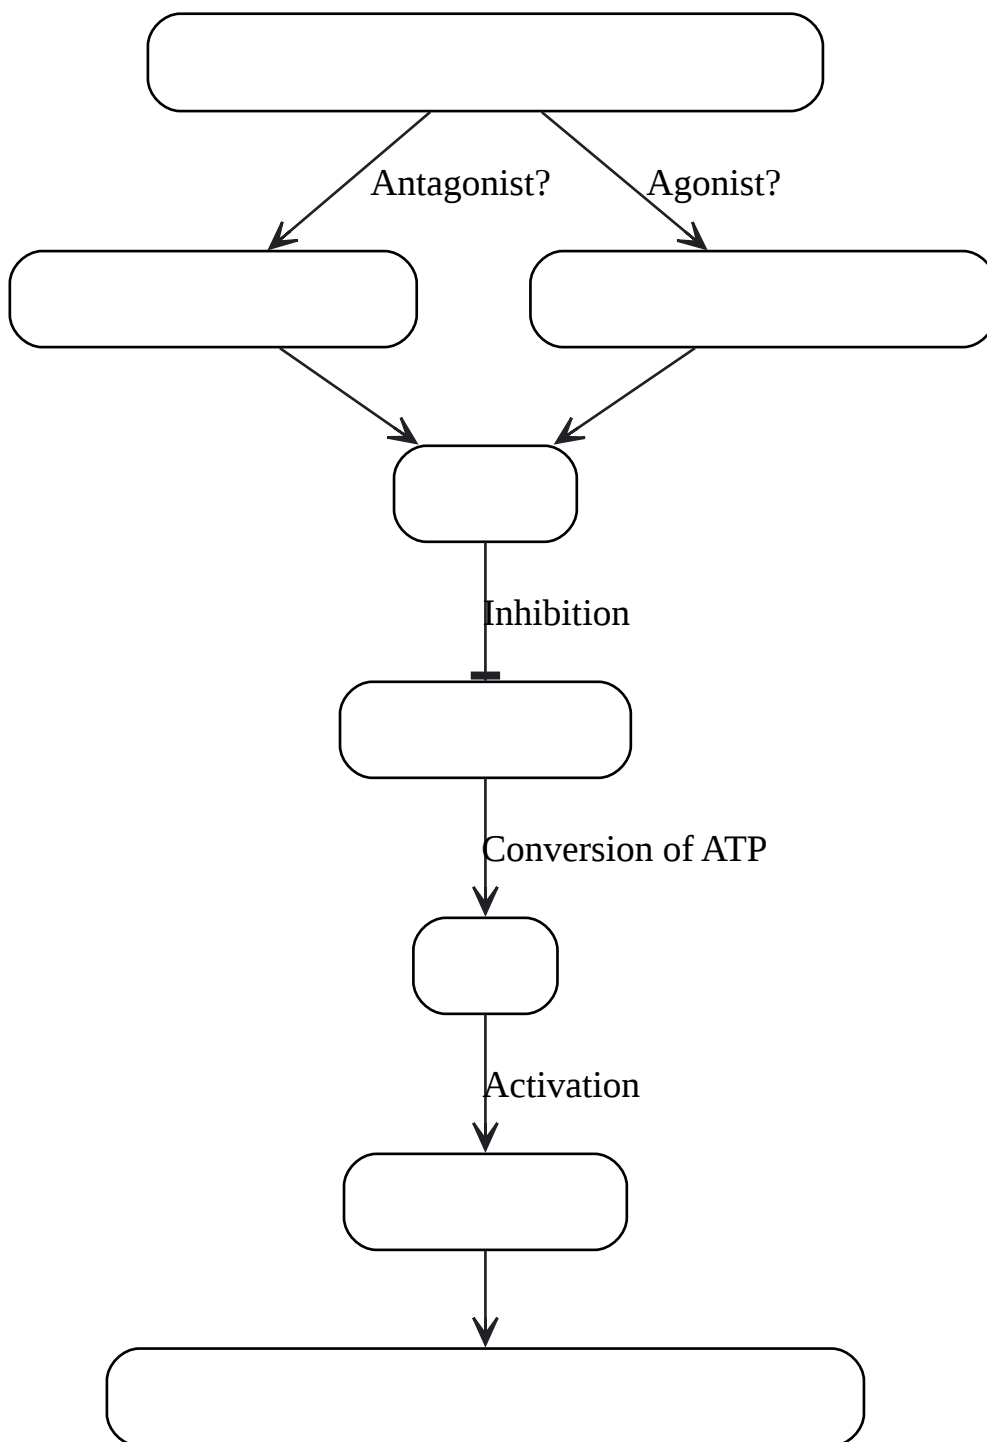 Antagonist?
Agonist?
Inhibition
Conversion of ATP
Activation